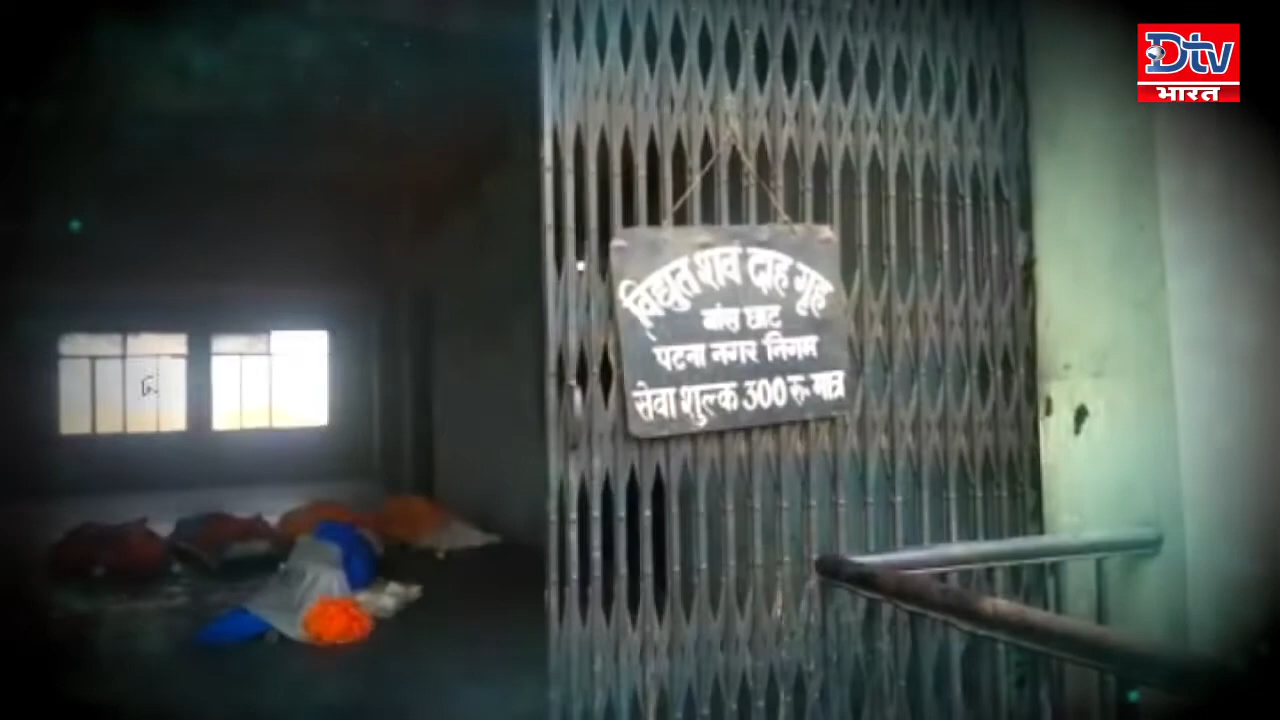 Dtv
भारत
विद्युत शव दाह गृह
बांस घाट
पटना नगर निगम
सेवा शुल्क 300 रु॰ मात्र